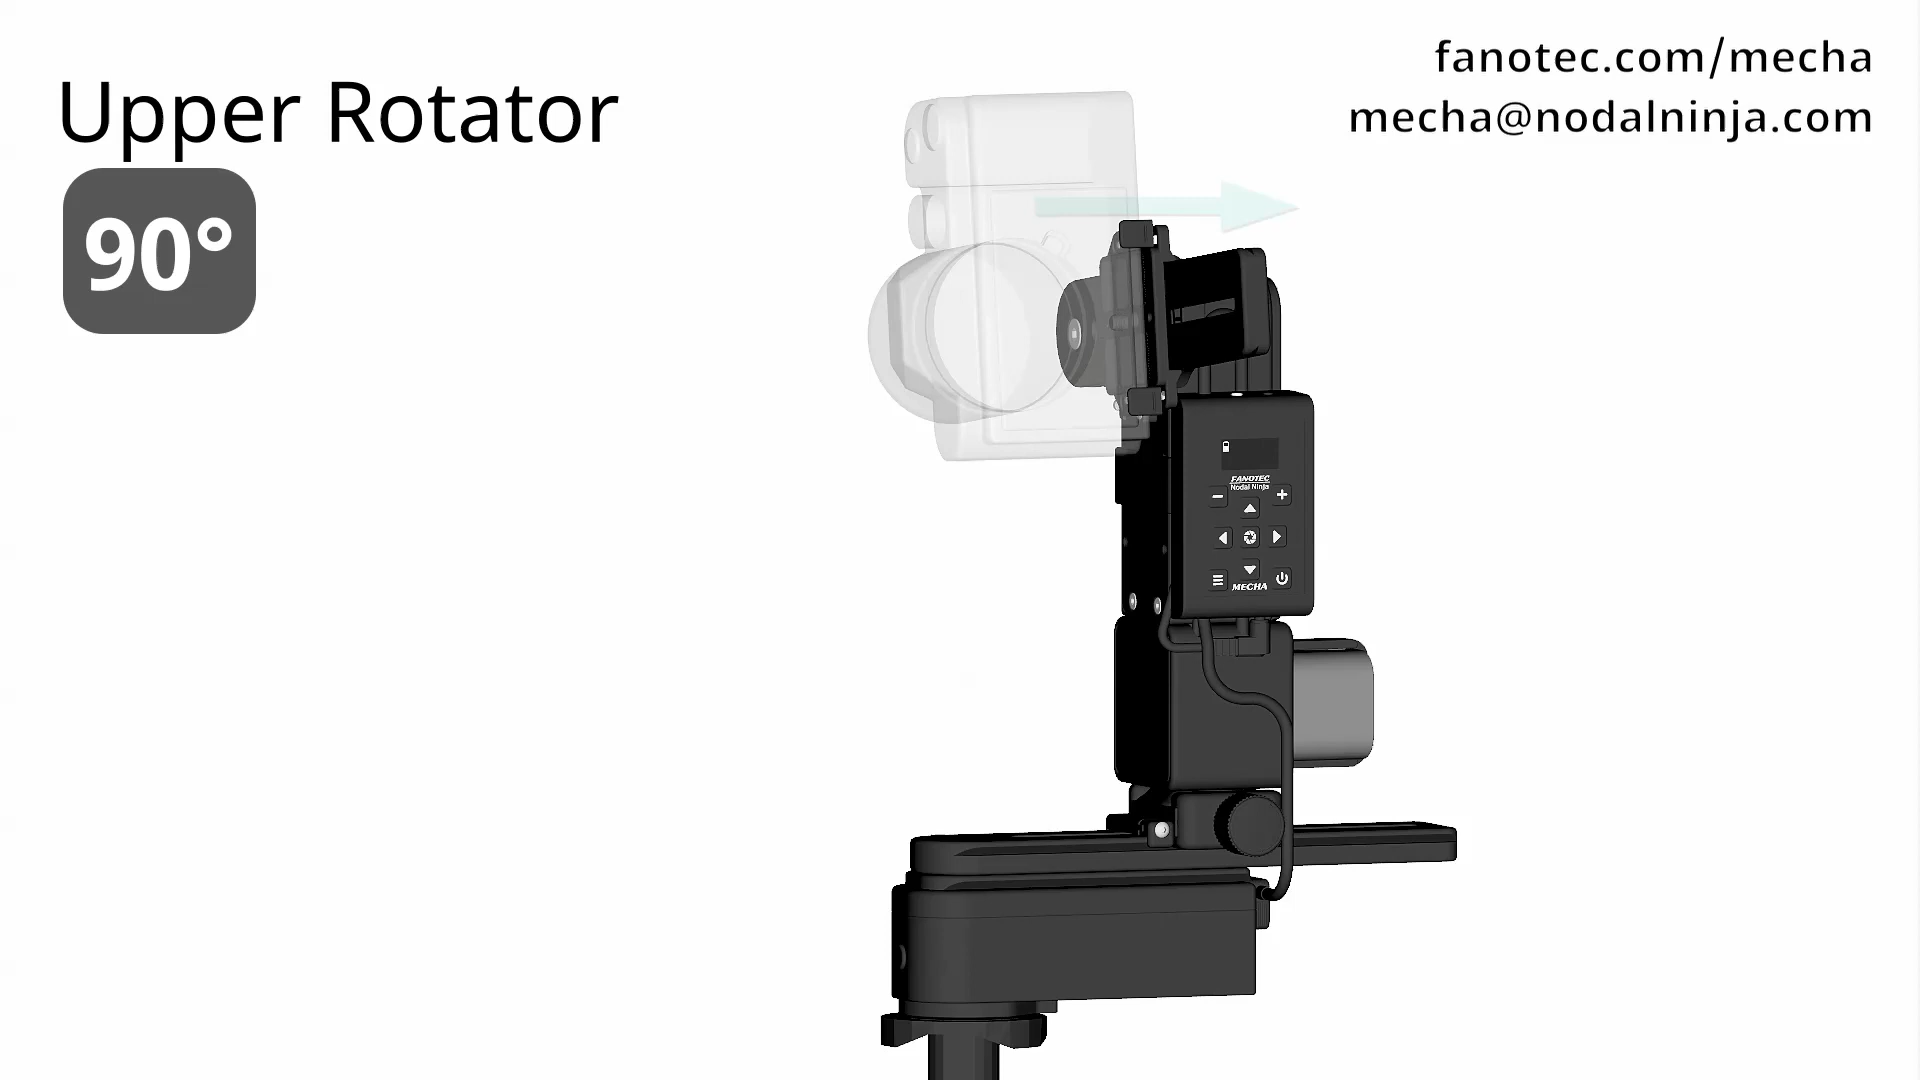 Upper Rotator
90°
fanotec.com/mecha
mecha@nodalninja.com
FANOTEC
Nodal Ninja
MECHA